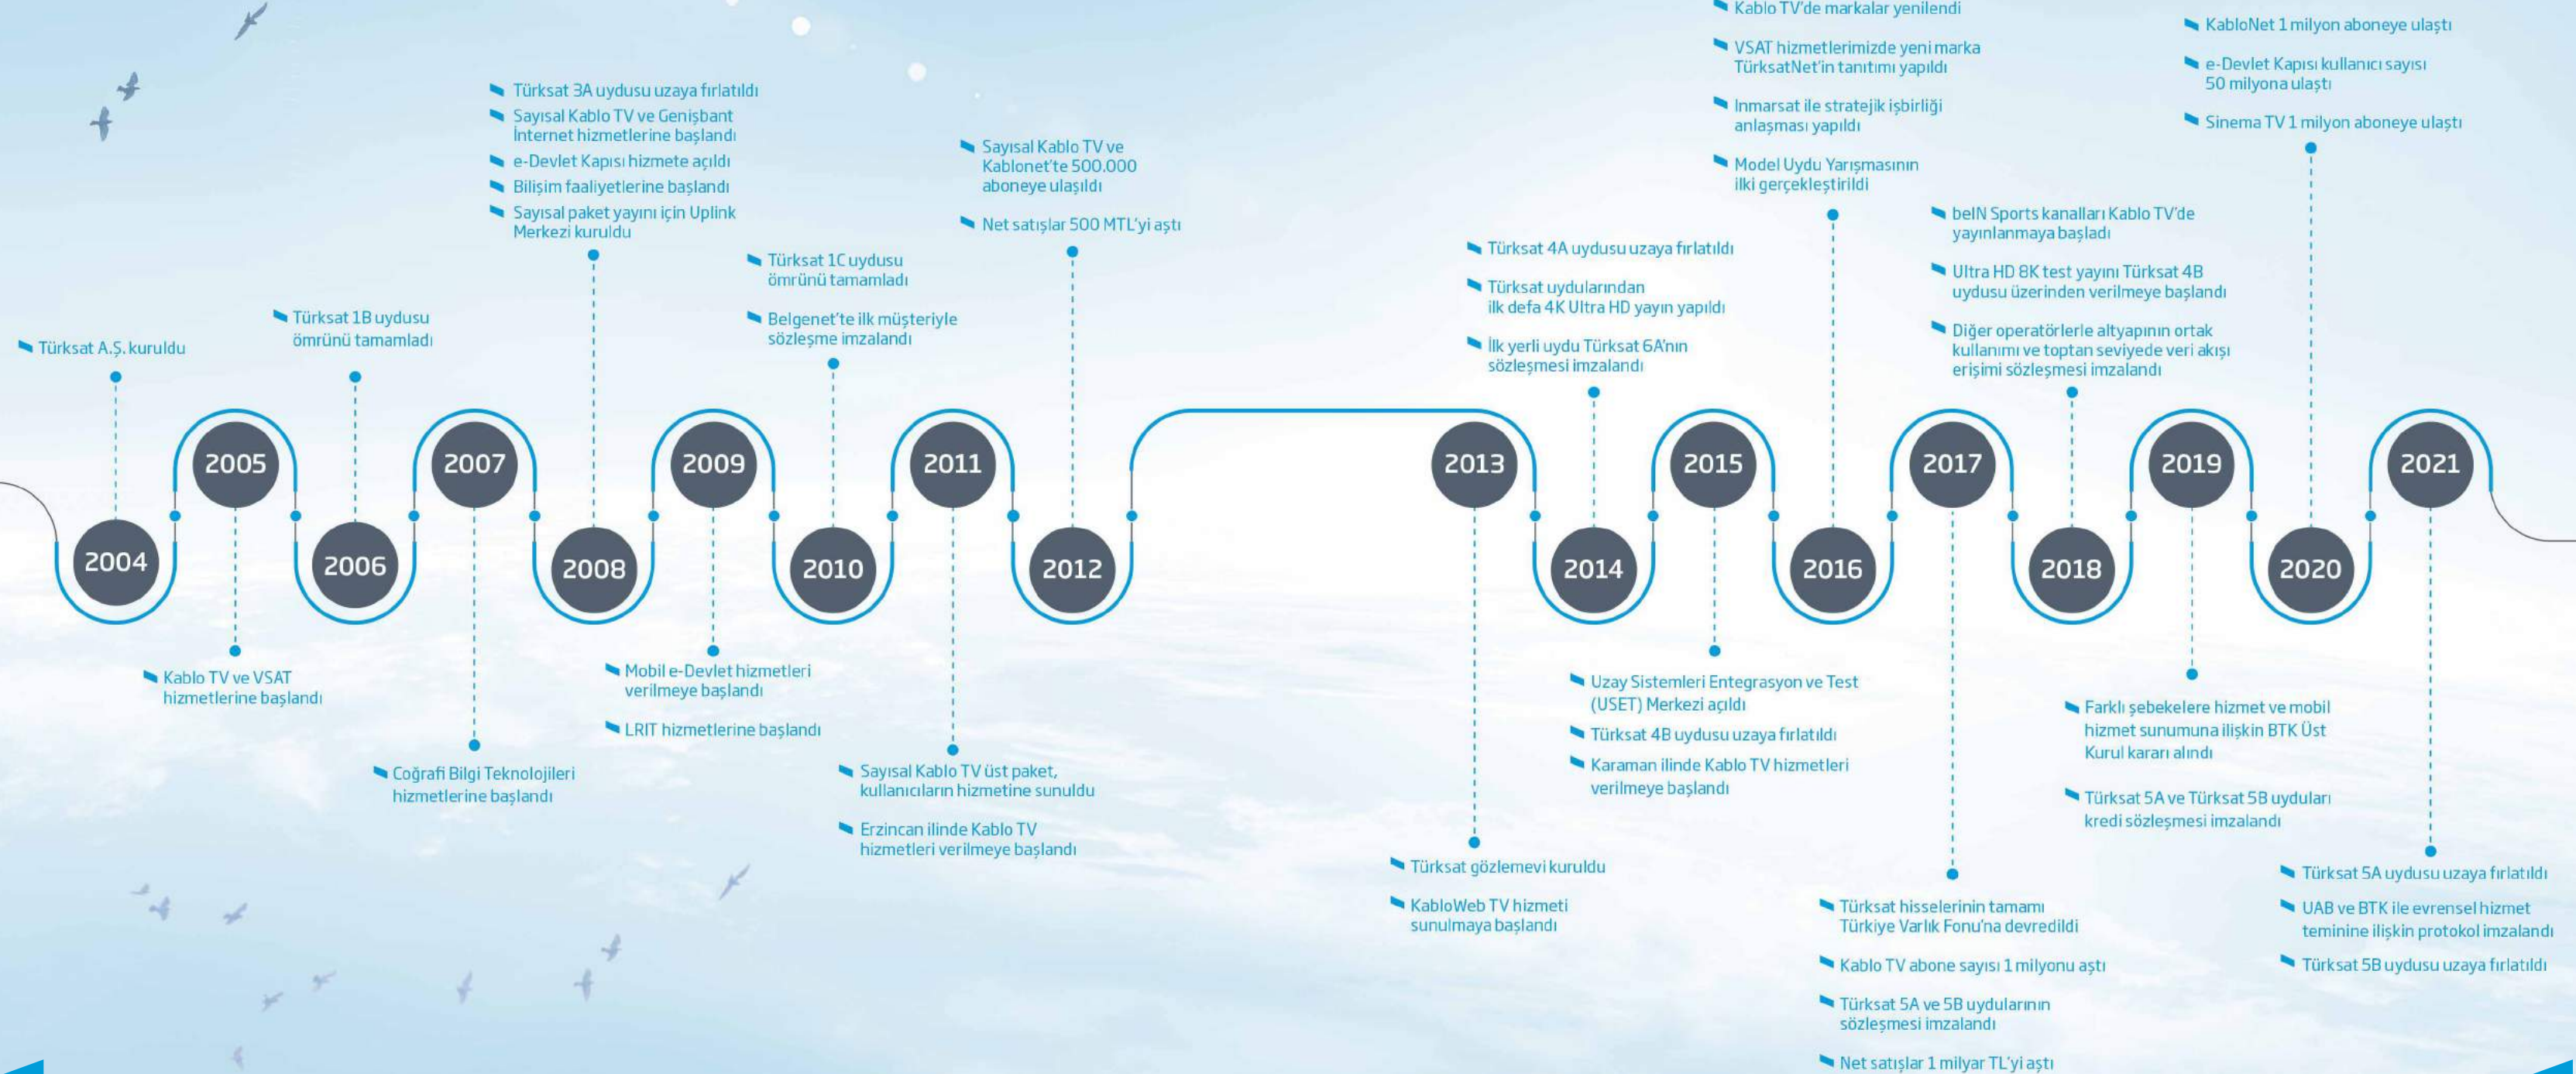 Türksat A.Ş. kuruldu
2004
2005
Kablo TV ve VSAT
hizmetlerine başlandı
Türksat 1B uydusu
ömrünü tamamladı
2006
2007
Coğrafi Bilgi Teknolojileri
hizmetlerine başlandı
Türksat 3A uydusu uzaya fırlatıldı
Sayısal Kablo TV ve Genişbant
İnternet hizmetlerine başlandı
e-Devlet Kapısı hizmete açıldı
Bilişim faaliyetlerine başlandı
Sayısal paket yayını için Uplink
Merkezi kuruldu
2008
2009
Mobil e-Devlet hizmetleri
verilmeye başlandı
LRIT hizmetlerine başlandı
Türksat 1C uydusu
ömrünü tamamladı
Belgenet'te ilk müşteriyle
sözleşme imzalandı
2010
2011
Sayısal Kablo TV üst paket,
kullanıcıların hizmetine sunuldu
Erzincan ilinde Kablo TV
hizmetleri verilmeye başlandı
Sayısal Kablo TV ve
Kablonet'te 500.000
aboneye ulaşıldı
Net satışlar 500 MTL'yi aştı
2012
2013
Türksat gözlemevi kuruldu
KabloWeb TV hizmeti
sunulmaya başlandı
Türksat 4A uydusu uzaya fırlatıldı
Türksat uydularından
ilk defa 4K Ultra HD yayın yapıldı
İlk yerli uydu Türksat 6A'nın
sözleşmesi imzalandı
2014
2015
Uzay Sistemleri Entegrasyon ve Test
(USET) Merkezi açıldı
Türksat 4B uydusu uzaya fırlatıldı
Karaman ilinde Kablo TV hizmetleri
verilmeye başlandı
Kablo TV'de markalar yenilendi
VSAT hizmetlerimizde yeni marka
TürksatNet'in tanıtımı yapıldı
Inmarsat ile stratejik işbirliği
anlaşması yapıldı
Model Uydu Yarışmasının
ilki gerçekleştirildi
2016
2017
Türksat hisselerinin tamamı
Türkiye Varlık Fonu'na devredildi
Kablo TV abone sayısı 1 milyonu aştı
Türksat 5A ve 5B uydularının
sözleşmesi imzalandı
Net satışlar 1 milyar TL'yi aştı
beIN Sports kanalları Kablo TV'de
yayınlanmaya başladı
Ultra HD 8K test yayını Türksat 4B
uydusu üzerinden verilmeye başlandı
Diğer operatörlerle altyapının ortak
kullanımı ve toptan seviyede veri akışı
erişimi sözleşmesi imzalandı
2018
2019
Farklı şebekelere hizmet ve mobil
hizmet sunumuna ilişkin BTK Üst
Kurul kararı alındı
Türksat 5A ve Türksat 5B uyduları
kredi sözleşmesi imzalandı
KabloNet 1 milyon aboneye ulaştı
e-Devlet Kapısı kullanıcı sayısı
50 milyona ulaştı
Sinema TV 1 milyon aboneye ulaştı
2020
2021
Türksat 5A uydusu uzaya fırlatıldı
UAB ve BTK ile evrensel hizmet
teminine ilişkin protokol imzalandı
Türksat 5B uydusu uzaya fırlatıldı